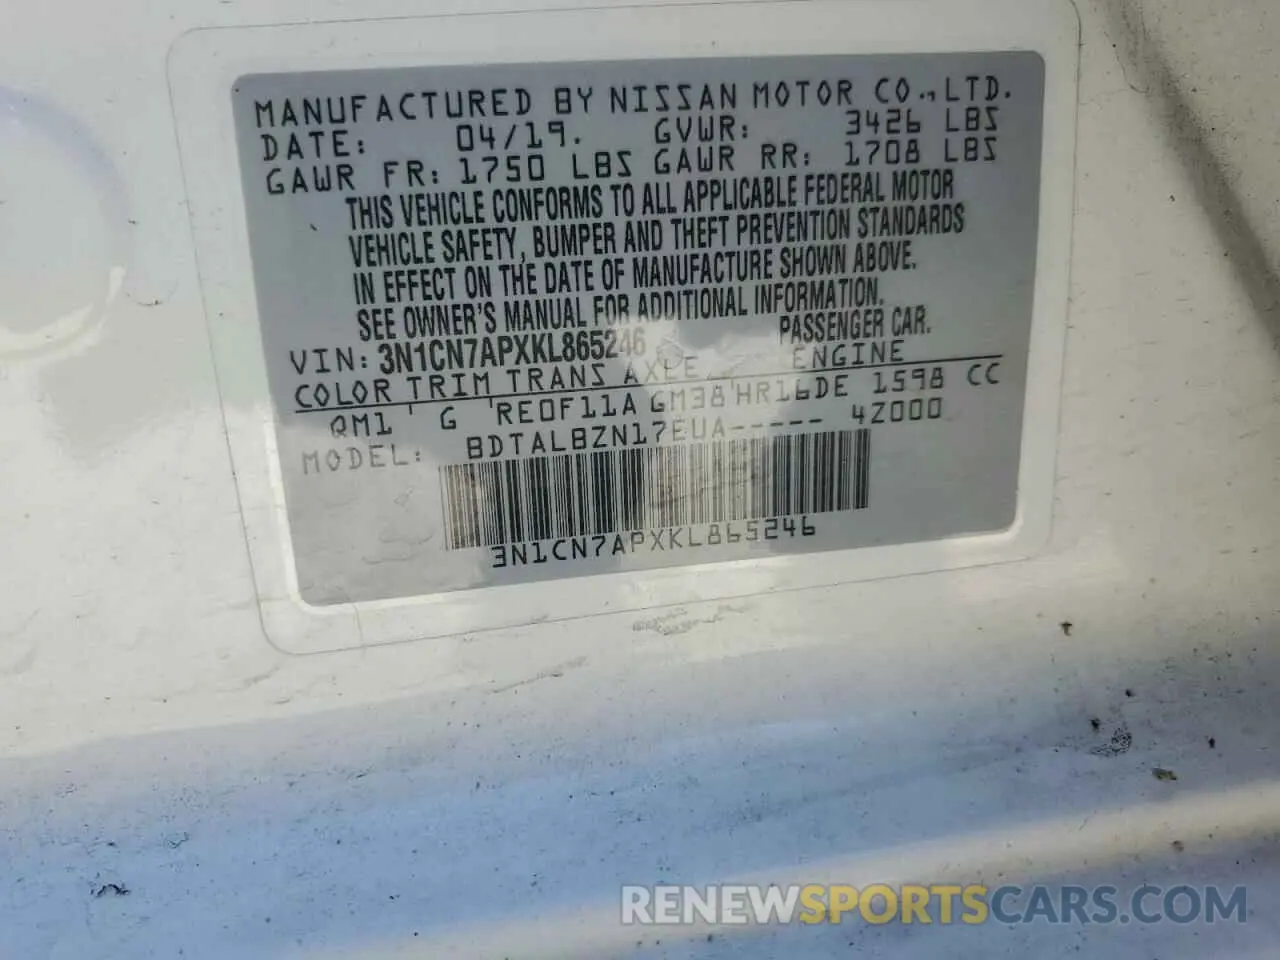 MANUFACTURED BY NISSAN MOTOR CO., LTD.
DATE: 04/19. GVWR: 3426 LBS
GAWR FR: 1750 LBS GAWR RR: 1708 LBS
THIS VEHICLE CONFORMS TO ALL APPLICABLE FEDERAL MOTOR
VEHICLE SAFETY, BUMPER AND THEFT PREVENTION STANDARDS
IN EFFECT ON THE DATE OF MANUFACTURE SHOWN ABOVE.
SEE OWNER'S MANUAL FOR ADDITIONAL INFORMATION.
VIN: 3N1CN7APXKL865246 PASSENGER CAR.
COLOR TRIM TRANS AXLE ENGINE
QM1 ' G ' RE0F11A GM38 ' HR16DE 1598 CC
MODEL: BDTALBZN17EUA----- 4Z000
3N1CN7APXKL865246
RENEWSPORTSCARS.COM